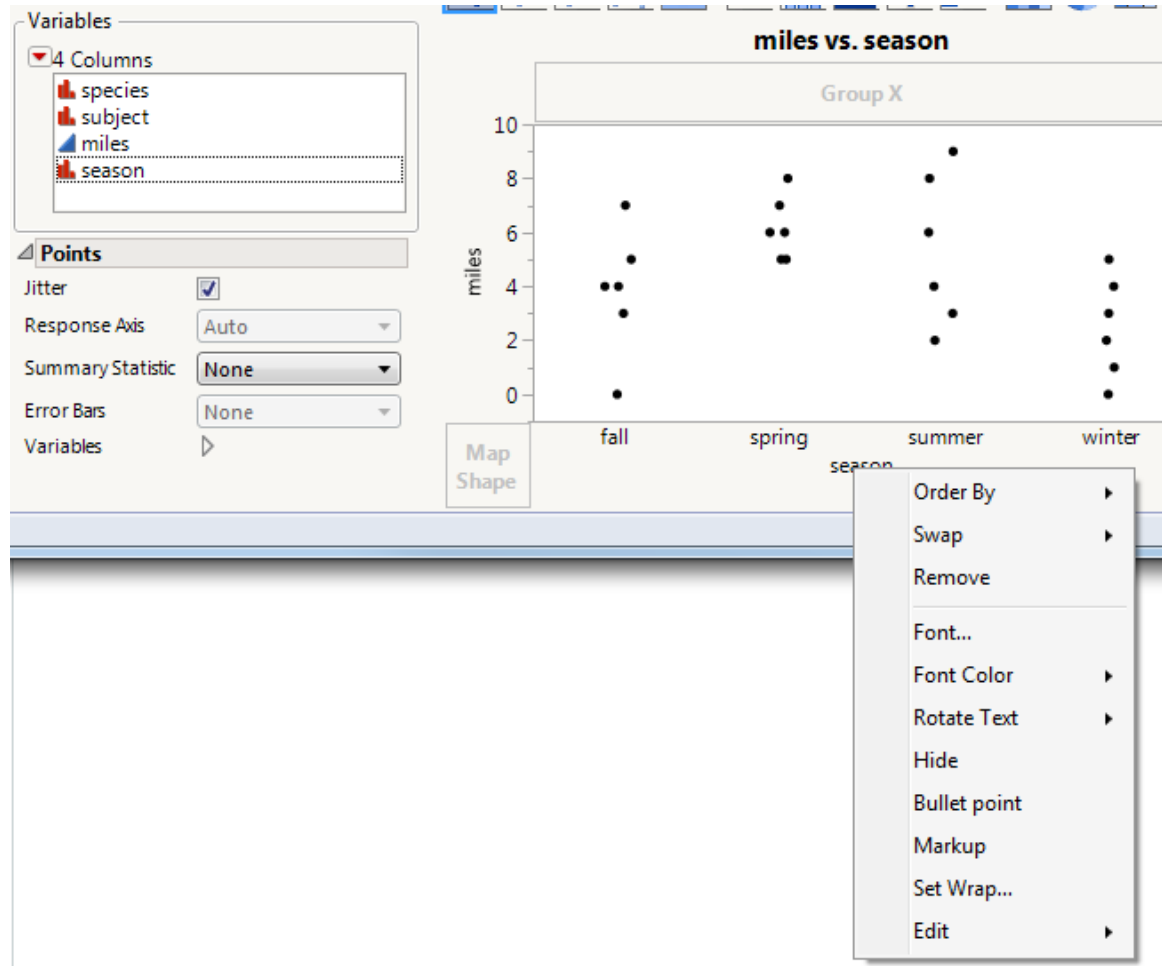 Variables
4 Columns
species
subject
miles
season
Points
Jitter
Response Axis Auto
Summary Statistic None
Error Bars None
Variables
miles vs. season
Group X
10
8
6
4
2
0
miles
fall spring summer winter
season
Map
Shape
Order By
Swap
Remove
Font...
Font Color
Rotate Text
Hide
Bullet point
Markup
Set Wrap...
Edit